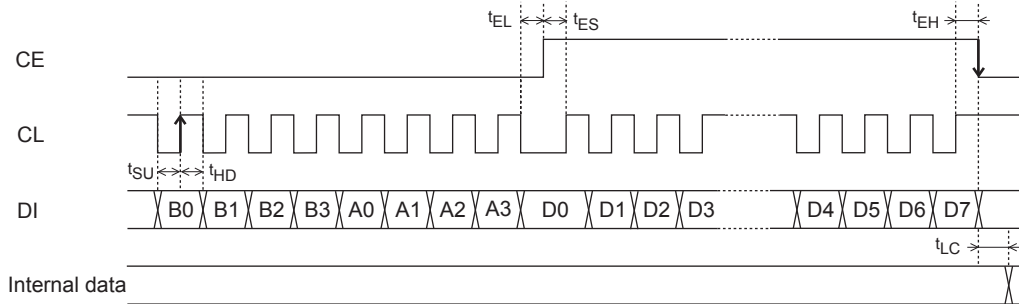 tEL tES tEH
CE
CL
tSU tHD
DI B0 B1 B2 B3 A0 A1 A2 A3 D0 D1 D2 D3 D4 D5 D6 D7
tLC
Internal data